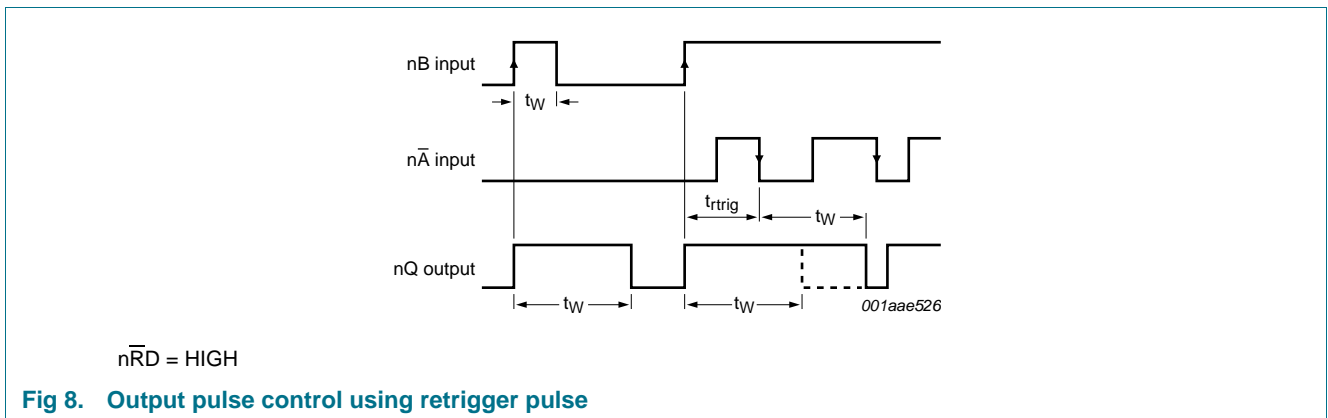 nB input
tW
nA̅ input
trtrig
tW
nQ output
tW
tW
001aae526
nR̅D = HIGH
Fig 8. Output pulse control using retrigger pulse